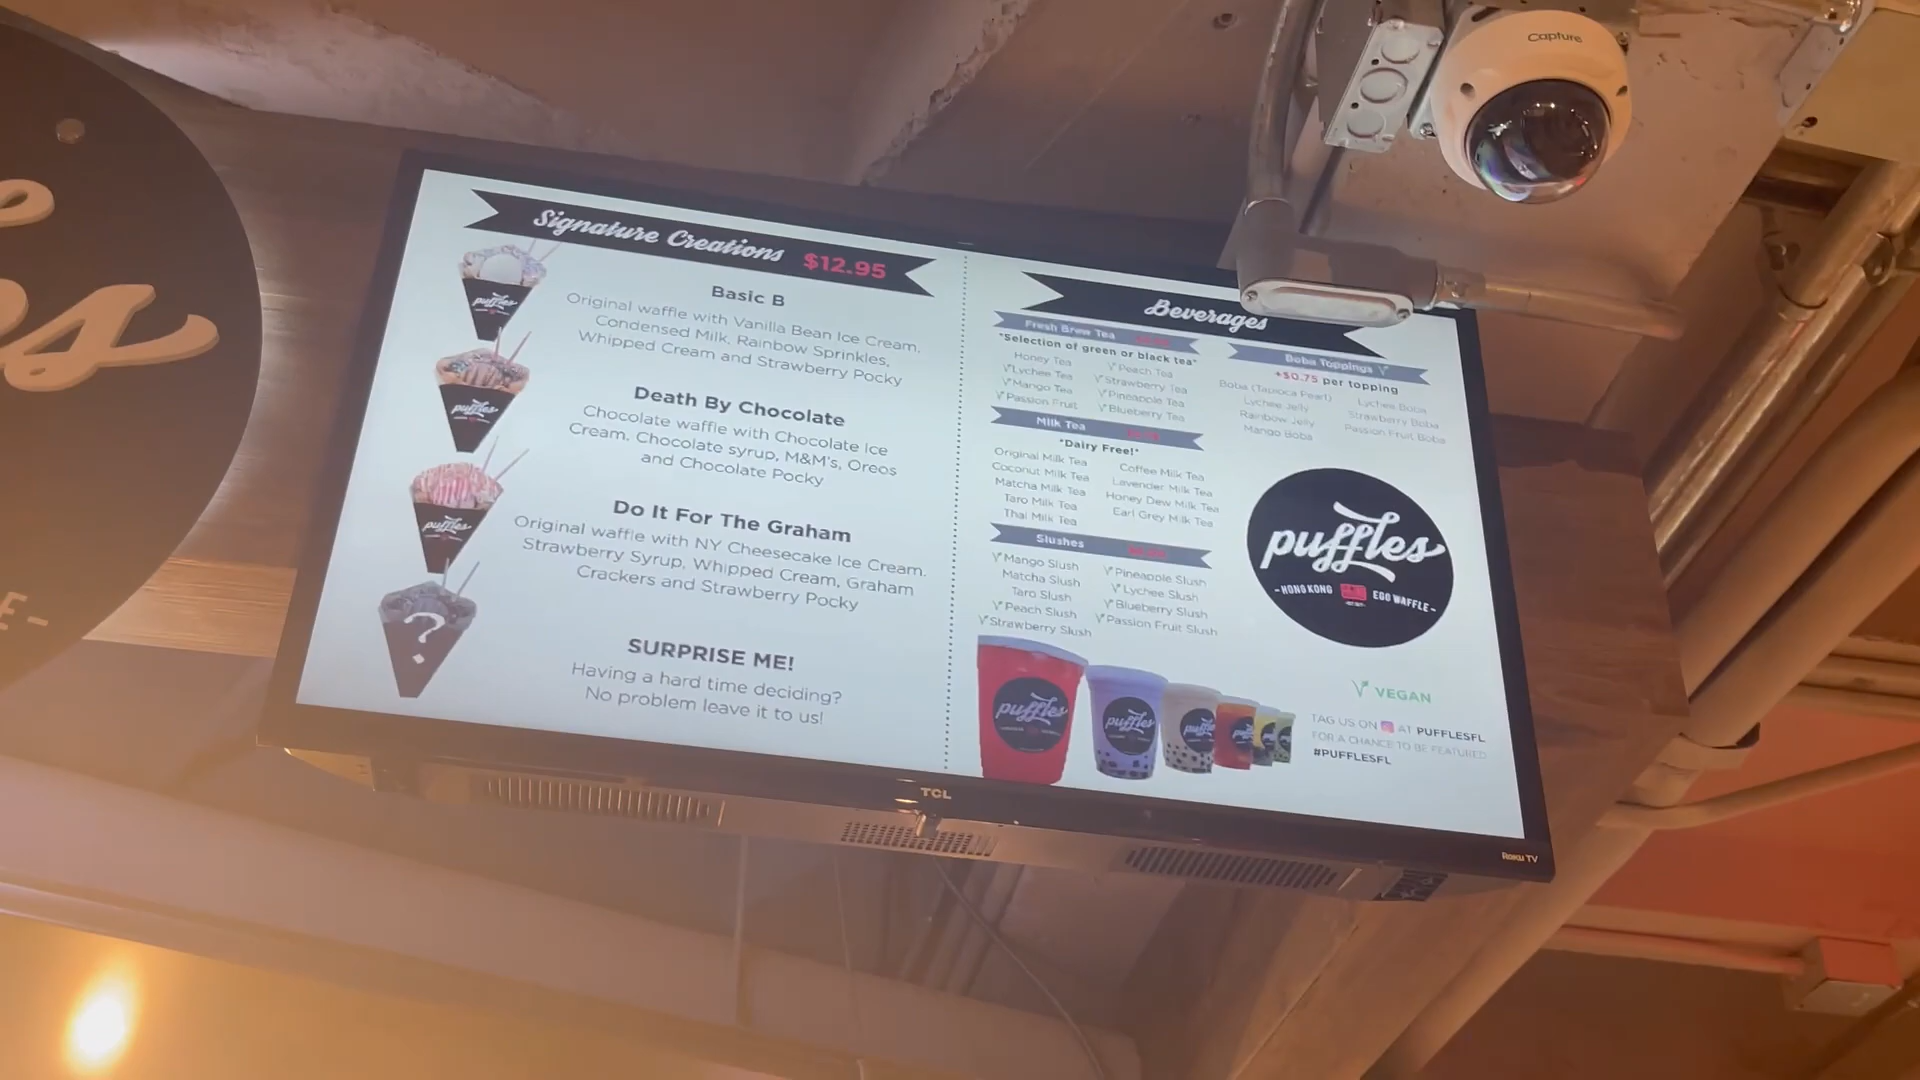 Capture
Signature Creations $12.95
Basic B
Original waffle with Vanilla Bean Ice Cream,
Condensed Milk, Rainbow Sprinkles,
Whipped Cream and Strawberry Pocky
Death By Chocolate
Chocolate waffle with Chocolate Ice
Cream, Chocolate syrup, M&M's, Oreos
and Chocolate Pocky
Do It For The Graham
Original waffle with NY Cheesecake Ice Cream.
Strawberry Syrup, Whipped Cream, Graham
Crackers and Strawberry Pocky
SURPRISE ME!
Having a hard time deciding?
No problem leave it to us!
puffles
puffles
puffles
?
Beverages
Fresh Brew Tea
*Selection of green or black tea*
Honey Tea
Lychee Tea
Mango Tea
Passion Fruit
Peach Tea
Strawberry Tea
Pineapple Tea
Blueberry Tea
Milk Tea
*Dairy Free!*
Original Milk Tea
Coconut Milk Tea
Matcha Milk Tea
Taro Milk Tea
Thai Milk Tea
Coffee Milk Tea
Lavender Milk Tea
Honey Dew Milk Tea
Earl Grey Milk Tea
Slushes
Mango Slush
Matcha Slush
Taro Slush
Peach Slush
Strawberry Slush
Pineapple Slush
Lychee Slush
Blueberry Slush
Passion Fruit Slush
Boba Toppings
+$0.75 per topping
Boba (Tapioca Pearl)
Lychee Jelly
Rainbow Jelly
Mango Boba
Lychee Boba
Strawberry Boba
Passion Fruit Boba
puffles
-HONG KONG EGG WAFFLE-
VEGAN
TAG US ON AT PUFFLESFL
FOR A CHANCE TO BE FEATURED
#PUFFLESFL
puffles
puffles
puffles
TCL
Roku TV